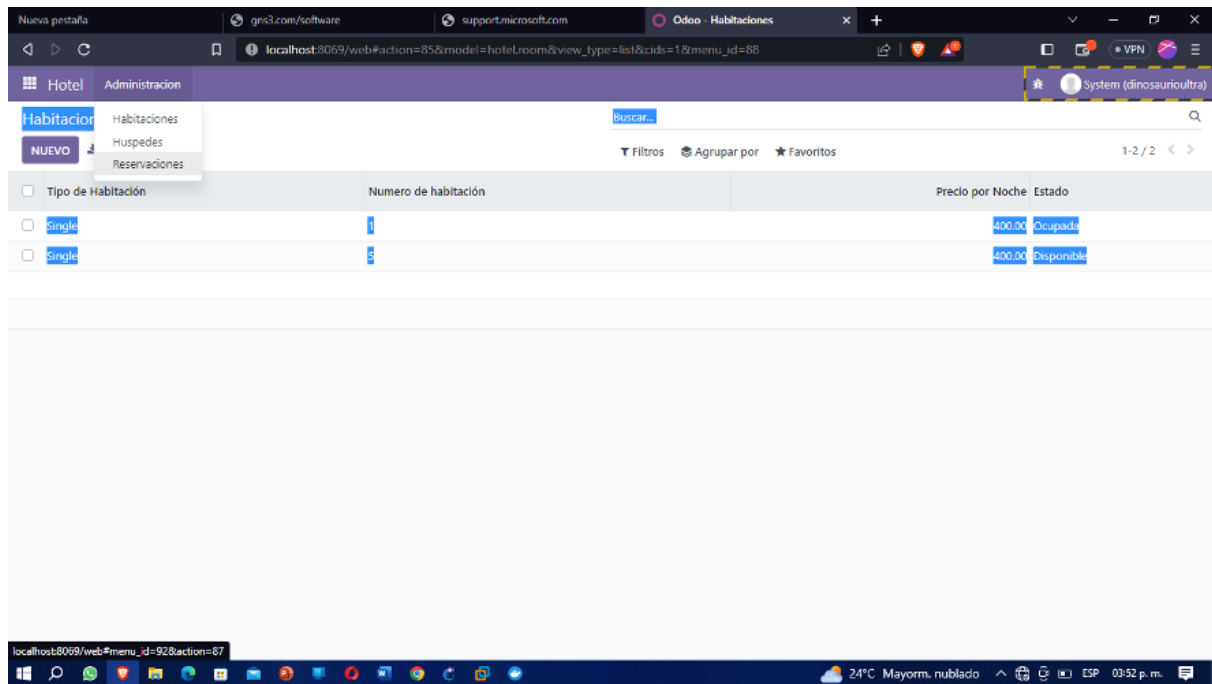 Nueva pestaña gns3.com/software support.microsoft.com Odoo - Habitaciones
localhost:8069/web#action=85&model=hotel.room&view_type=list&cids=1&menu_id=88 VPN
Hotel Administracion System (dinosaurioultra)
Habitacion Buscar...
Habitaciones
Huspedes
Reservaciones
NUEVO Filtros Agrupar por Favoritos 1-2 / 2
Tipo de Habitación Numero de habitación Precio por Noche Estado
Single 1 400.00 Ocupada
Single 5 400.00 Disponible
localhost:8069/web#menu_id=92&action=87
24°C Mayorm. nublado ESP 03:52 p. m.